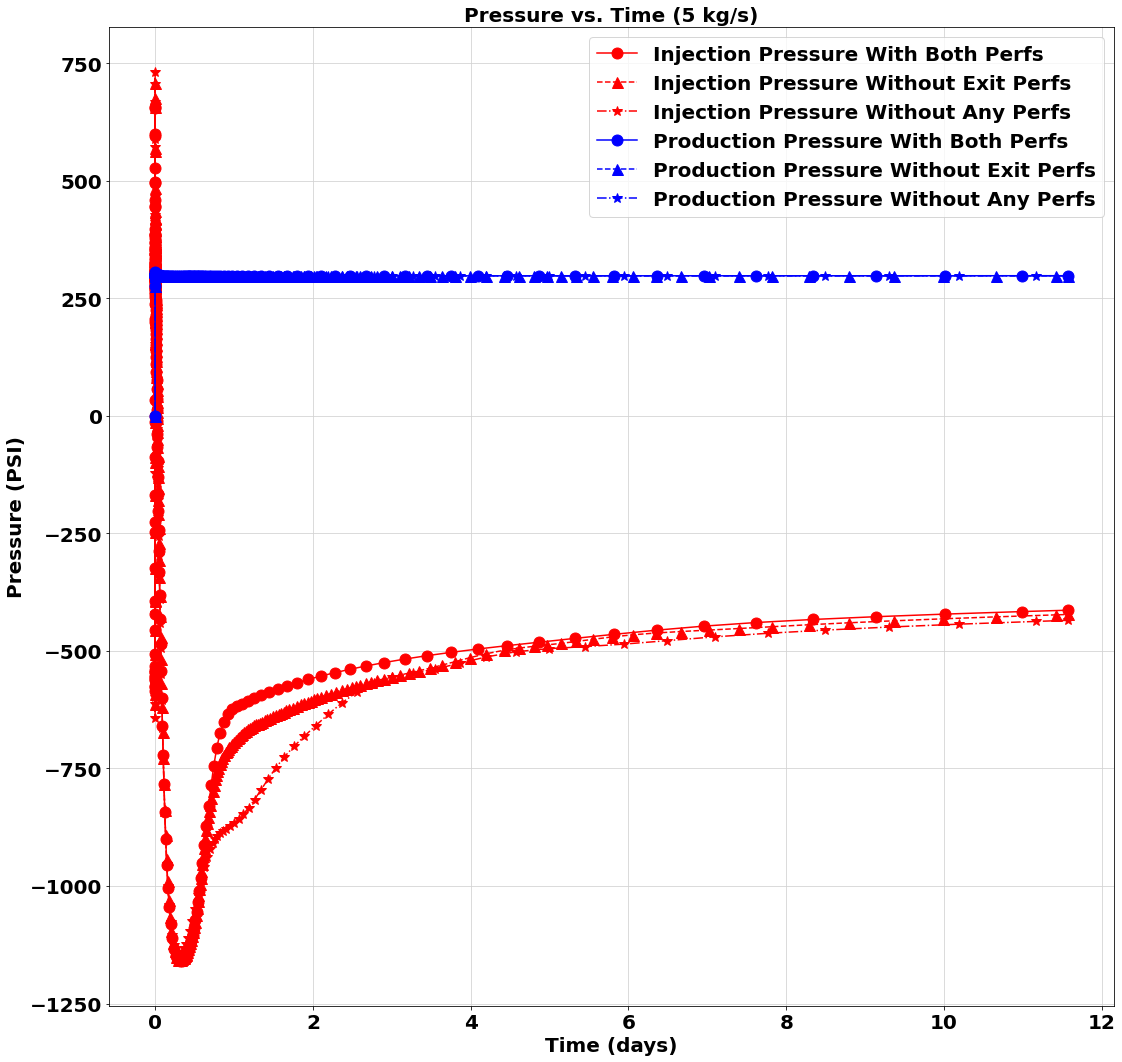 Pressure vs. Time (5 kg/s)
Injection Pressure With Both Perfs
Injection Pressure Without Exit Perfs
Injection Pressure Without Any Perfs
Production Pressure With Both Perfs
Production Pressure Without Exit Perfs
Production Pressure Without Any Perfs
750
500
250
0
−250
−500
−750
−1000
−1250
Pressure (PSI)
0 2 4 6 8 10 12
Time (days)